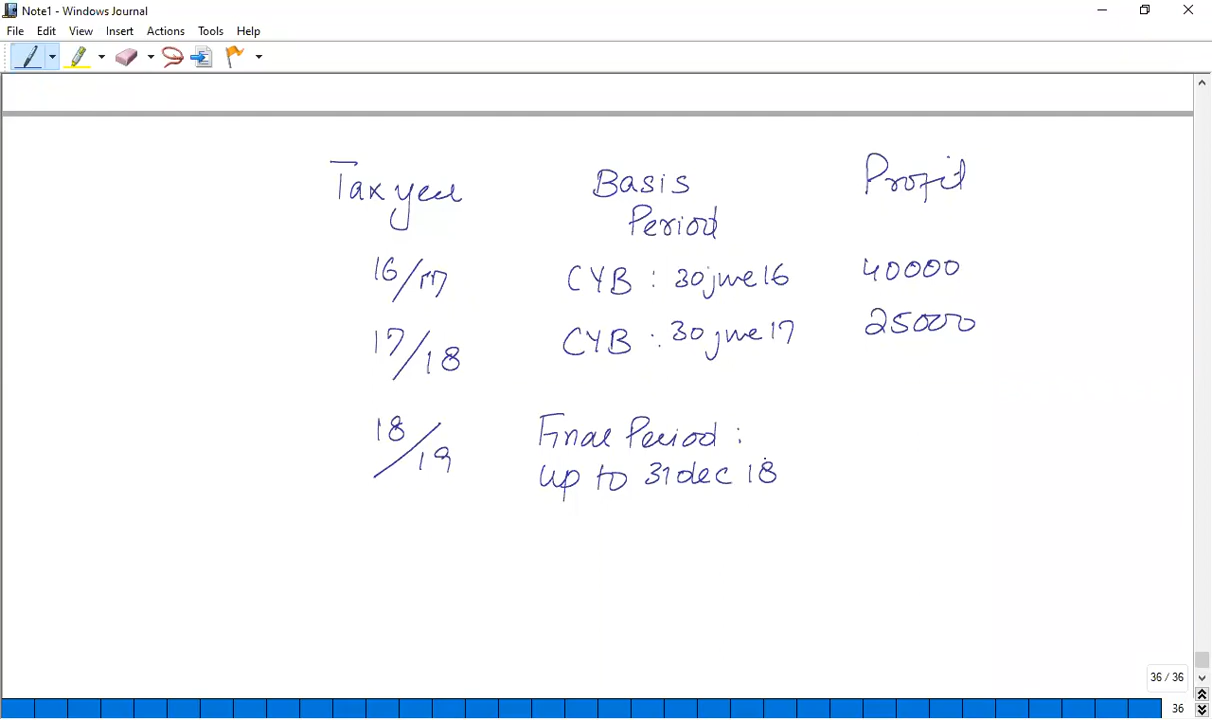 Note1 - Windows Journal
File Edit View Insert Actions Tools Help
Tax year Basis Period Profit
16/17 CYB : 30 june 16 40000
17/18 CYB : 30 june 17 25000
18/19 Final Period :
up to 31 dec 18
36 / 36
36